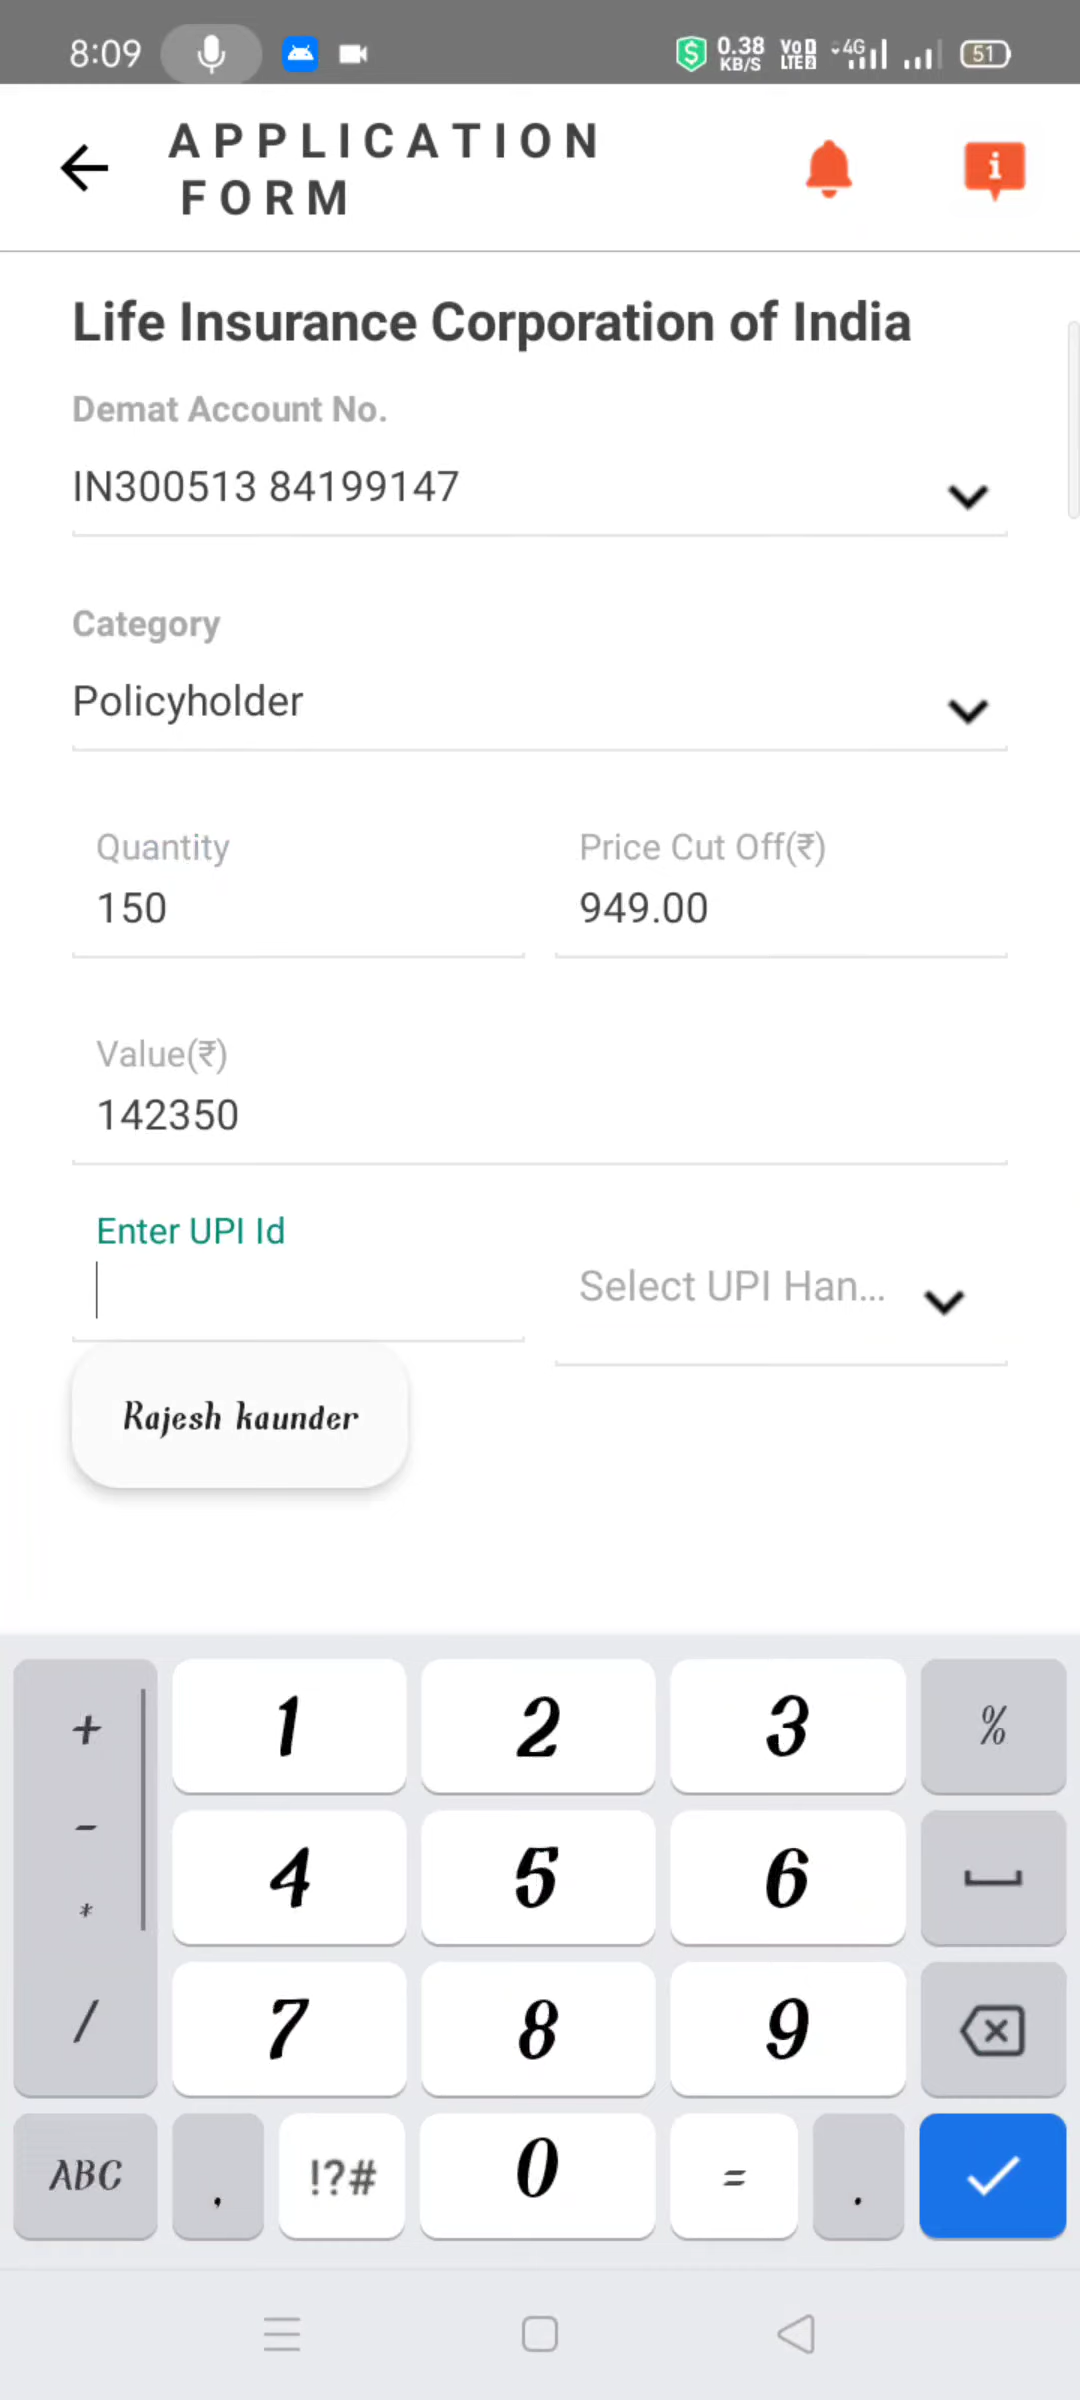 8:09
0.38
KB/S
Vo
LTE
4G
51
APPLICATION
FORM
Life Insurance Corporation of India
Demat Account No.
IN300513 84199147
Category
Policyholder
Quantity
Price Cut Off(₹)
150
949.00
Value(₹)
142350
Enter UPI Id
Select UPI Han...
Rajesh kaunder
+ 1 2 3 %
- 4 5 6
*
/ 7 8 9
ABC , !?# 0 = .